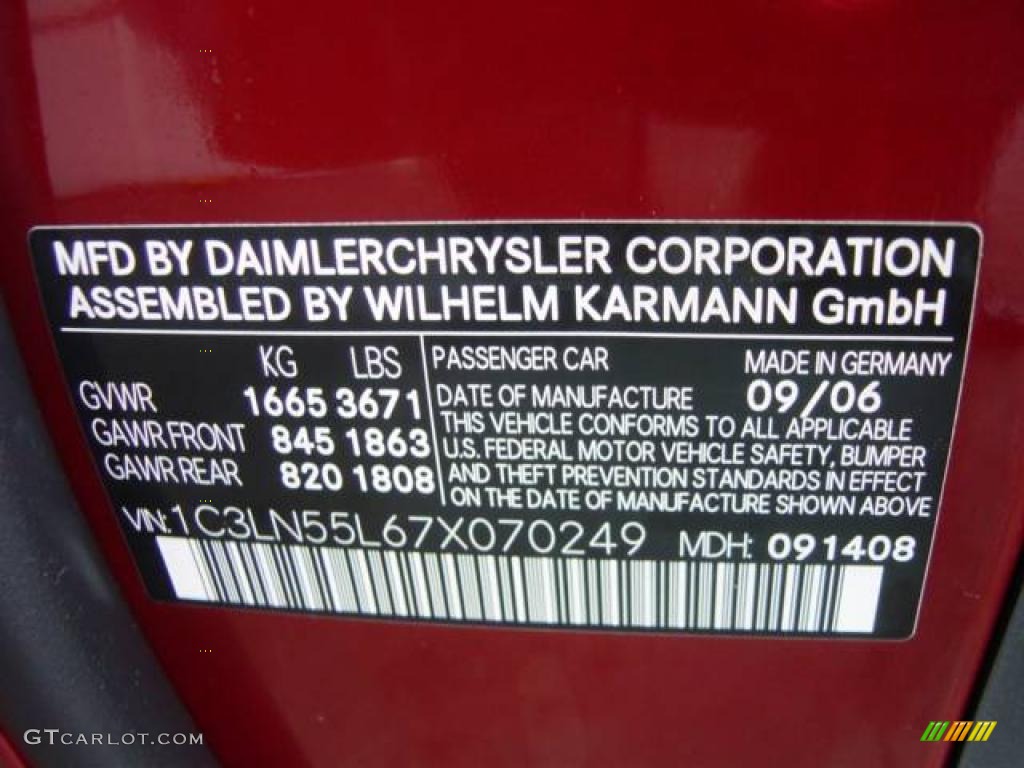 MFD BY DAIMLERCHRYSLER CORPORATION
ASSEMBLED BY WILHELM KARMANN GmbH
KG LBS
GVWR 1665 3671
GAWR FRONT 845 1863
GAWR REAR 820 1808
PASSENGER CAR MADE IN GERMANY
DATE OF MANUFACTURE 09/06
THIS VEHICLE CONFORMS TO ALL APPLICABLE
U.S. FEDERAL MOTOR VEHICLE SAFETY, BUMPER
AND THEFT PREVENTION STANDARDS IN EFFECT
ON THE DATE OF MANUFACTURE SHOWN ABOVE
VIN: 1C3LN55L67X070249 MDH: 091408
GTCARLOT.COM